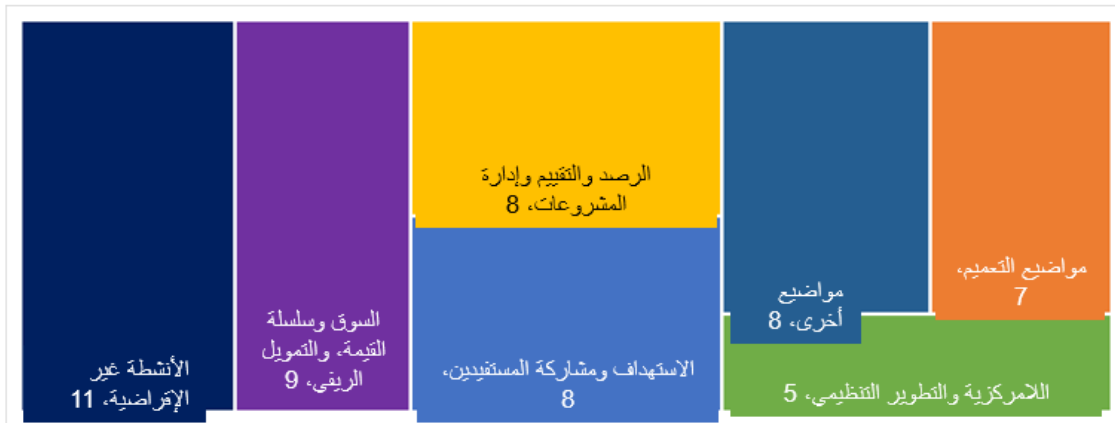 الأنشطة غير
الإقراضية، 11
السوق وسلسلة
القيمة، والتمويل
الريفي، 9
الرصد والتقييم وإدارة
المشروعات، 8
الاستهداف ومشاركة المستفيدين،
8
مواضيع
أخرى، 8
مواضيع التعميم،
7
اللامركزية والتطوير التنظيمي، 5